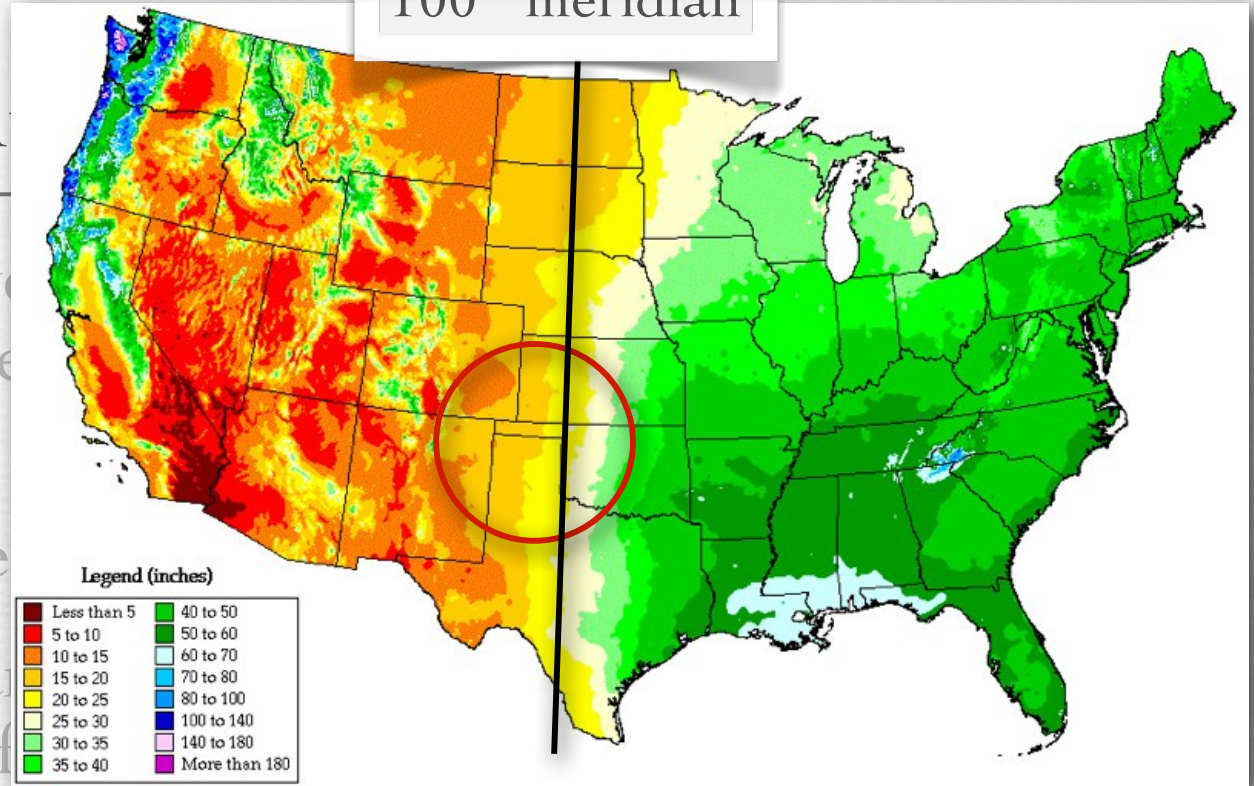 100 meridian
Legend (inches)
Less than 5
5 to 10
10 to 15
15 to 20
20 to 25
25 to 30
30 to 35
35 to 40
40 to 50
50 to 60
60 to 70
70 to 80
80 to 100
100 to 140
140 to 180
More than 180